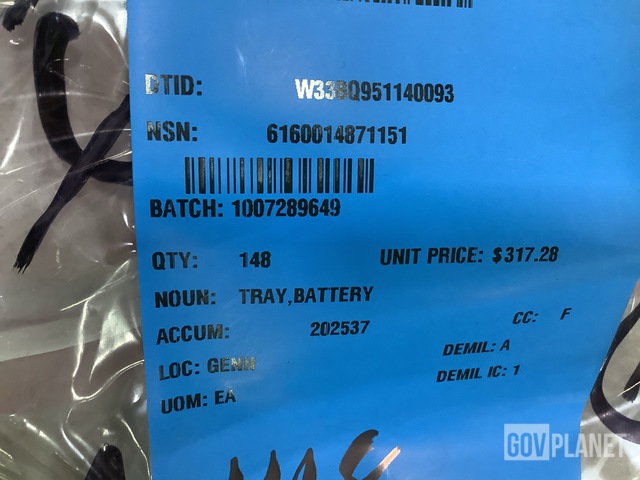 DTID: W33BQ951140093
NSN: 6160014871151
BATCH: 1007289649
QTY: 148 UNIT PRICE: $317.28
NOUN: TRAY,BATTERY
ACCUM: 202537 CC: F
LOC: GENN DEMIL: A
UOM: EA DEMIL IC: 1
148
GOVPLANET